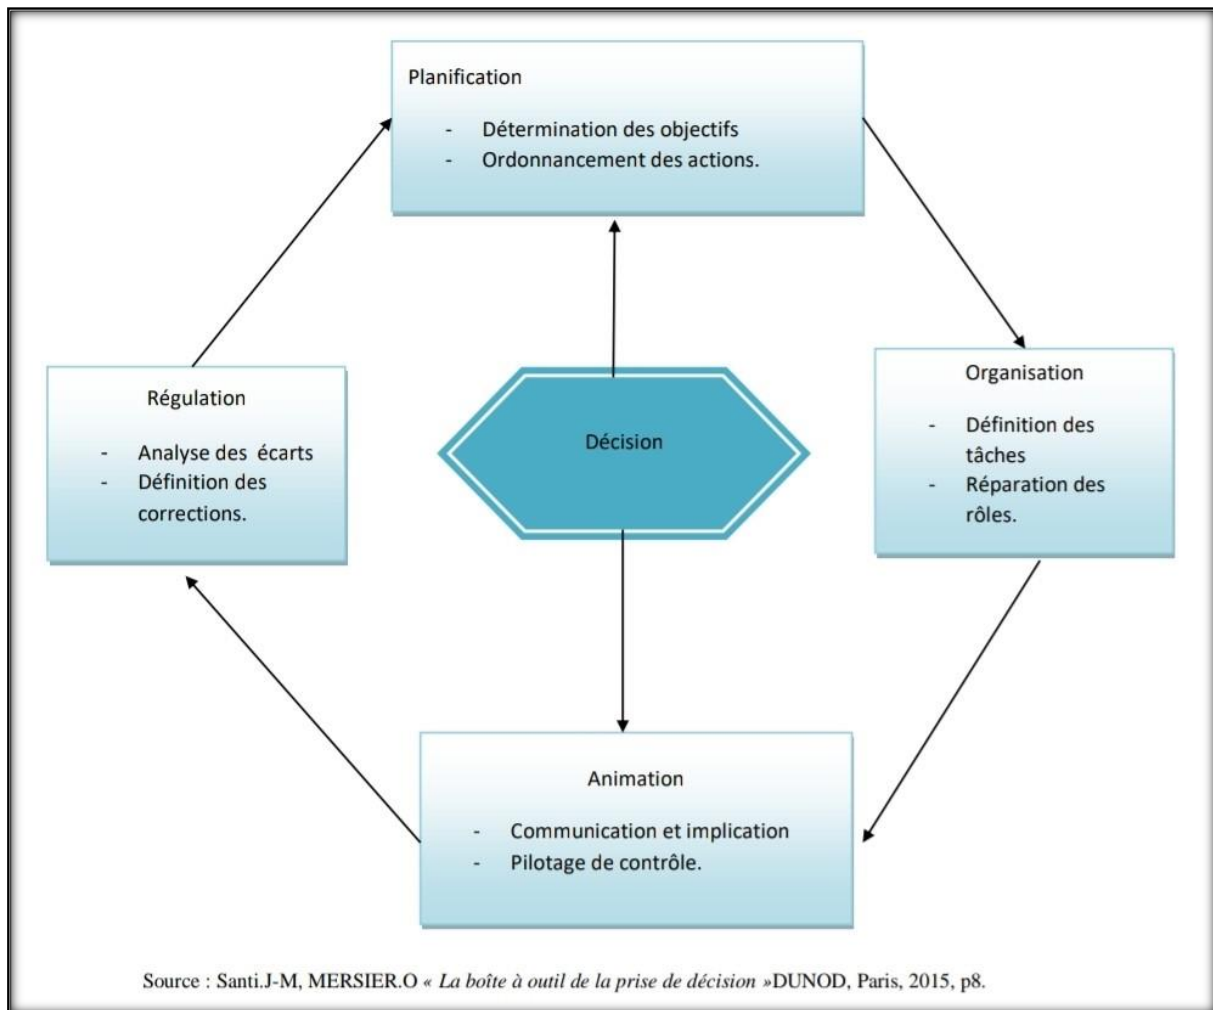 Planification
- Détermination des objectifs
- Ordonnancement des actions.
Organisation
- Définition des
tâches
- Réparation des
rôles.
Régulation
- Analyse des écarts
- Définition des
corrections.
Décision
Animation
- Communication et implication
- Pilotage de contrôle.
Source : Santi.J-M, MERSIER.O « La boîte à outil de la prise de décision »DUNOD, Paris, 2015, p8.